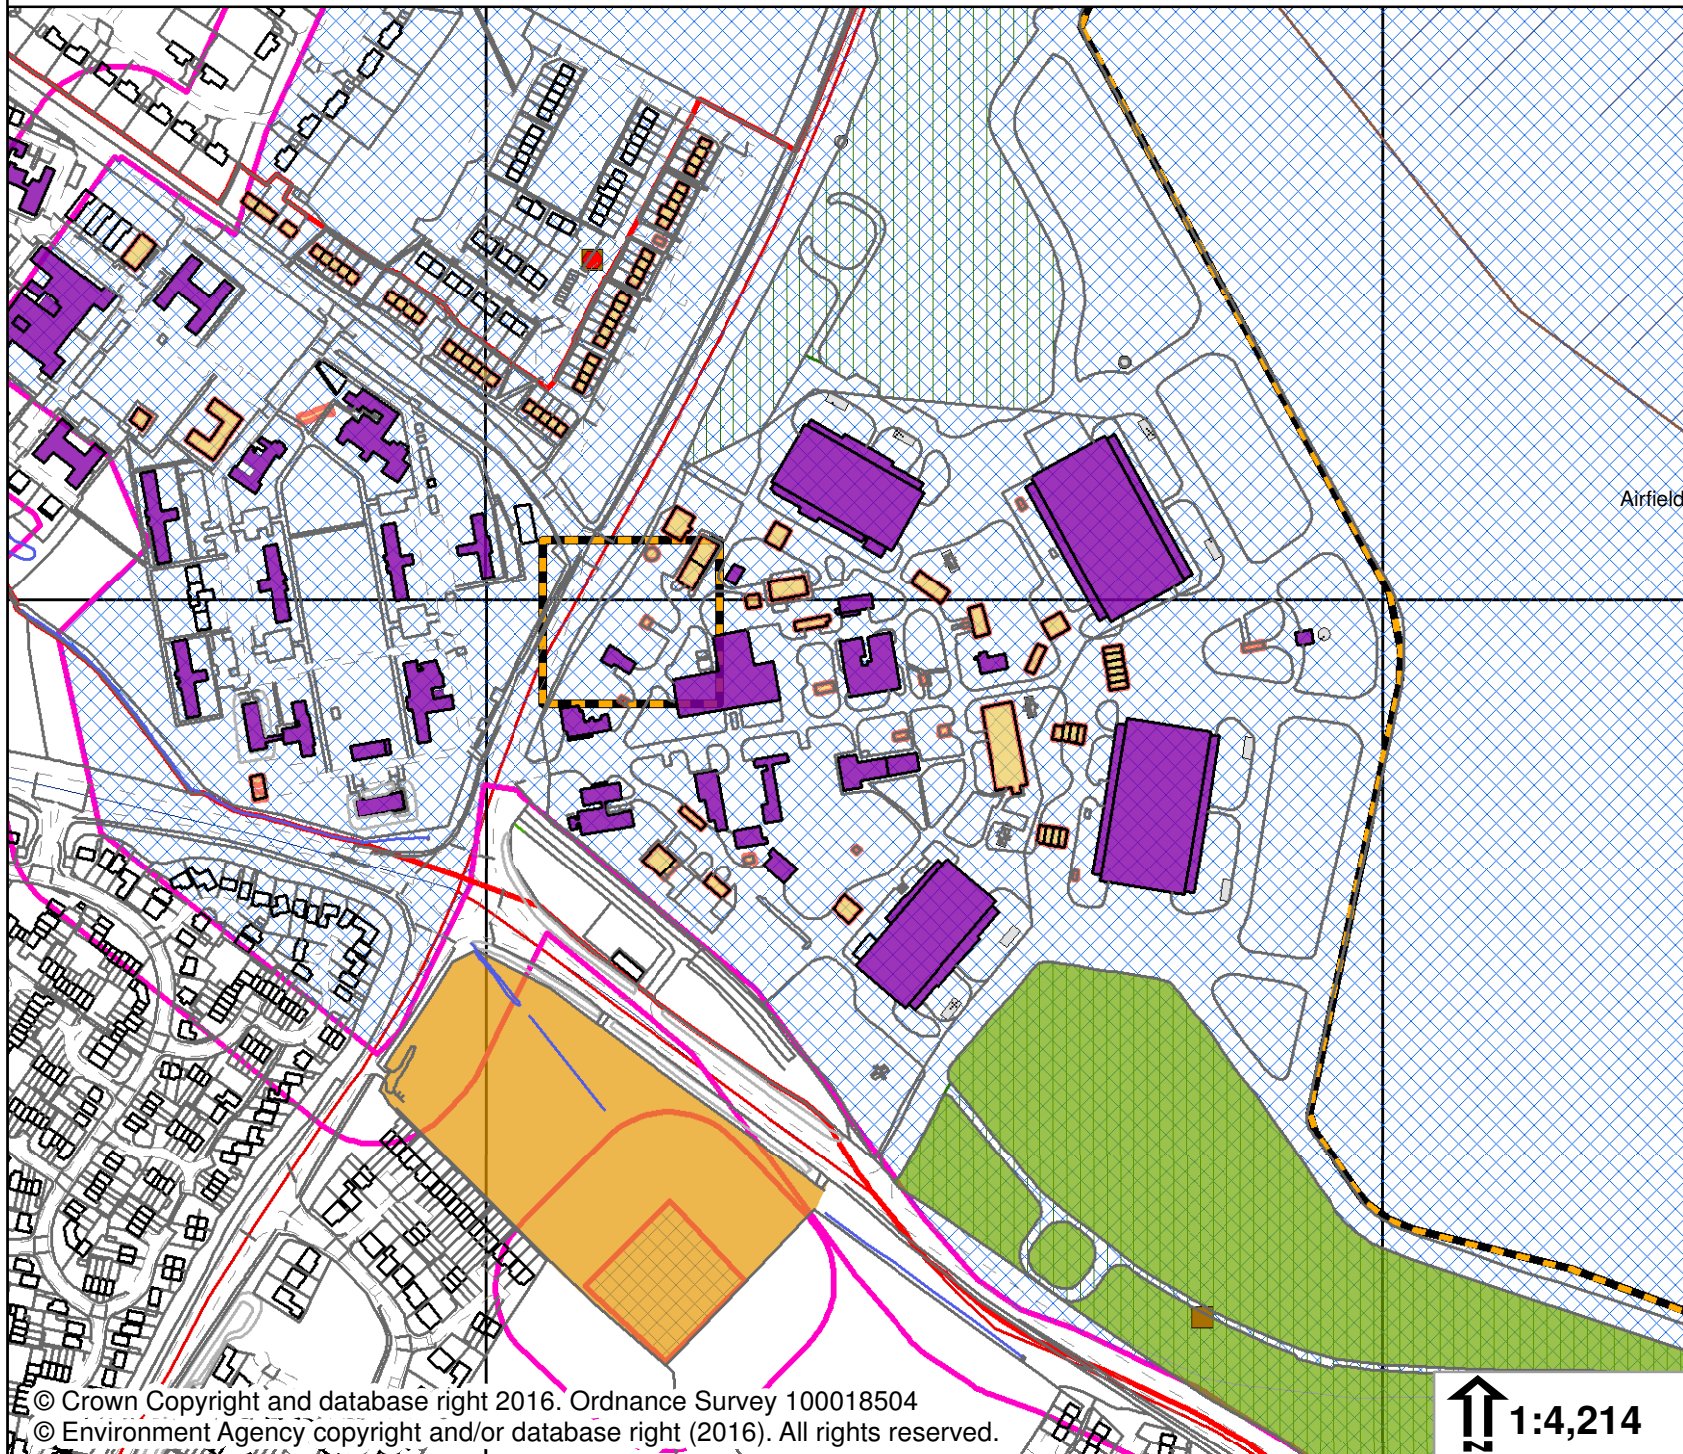 Airfield
© Crown Copyright and database right 2016. Ordnance Survey 100018504
© Environment Agency copyright and/or database right (2016). All rights reserved.
1:4,214
N